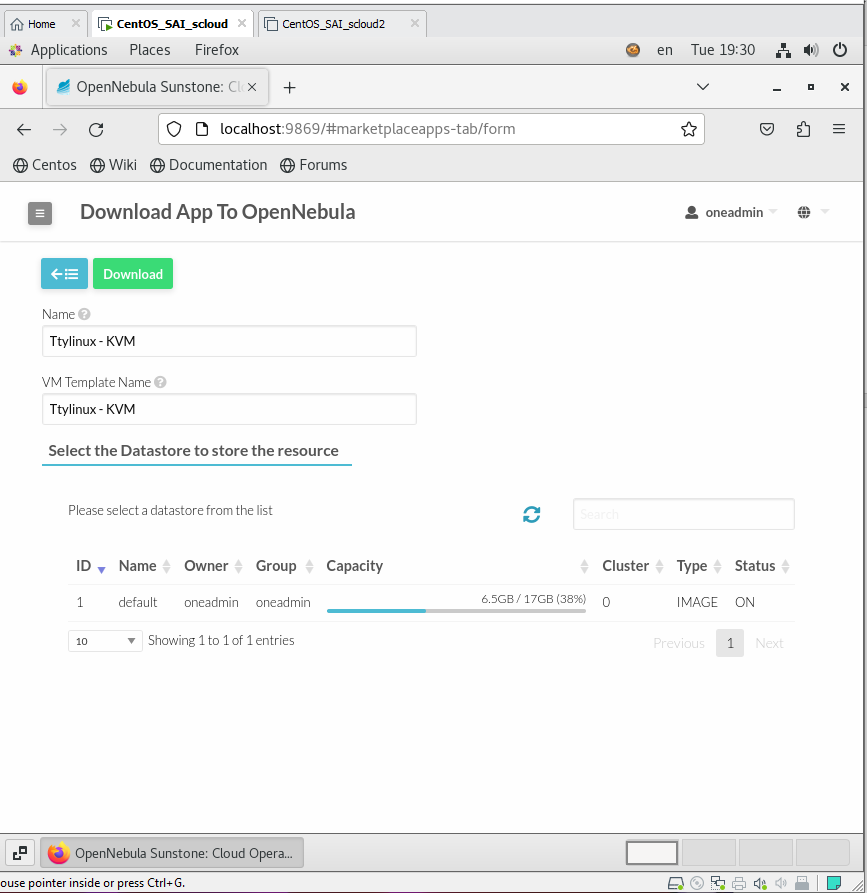 Home CentOS_SAI_scloud CentOS_SAI_scloud2
Applications Places Firefox en Tue 19:30
OpenNebula Sunstone: Cl
localhost:9869/#marketplaceapps-tab/form
Centos Wiki Documentation Forums
Download App To OpenNebula oneadmin
Download
Name
Ttylinux - KVM
VM Template Name
Ttylinux - KVM
Select the Datastore to store the resource
Please select a datastore from the list Search
ID Name Owner Group Capacity Cluster Type Status
1 default oneadmin oneadmin 6.5GB / 17GB (38%) 0 IMAGE ON
10 Showing 1 to 1 of 1 entries Previous 1 Next
OpenNebula Sunstone: Cloud Opera...
ouse pointer inside or press Ctrl+G.